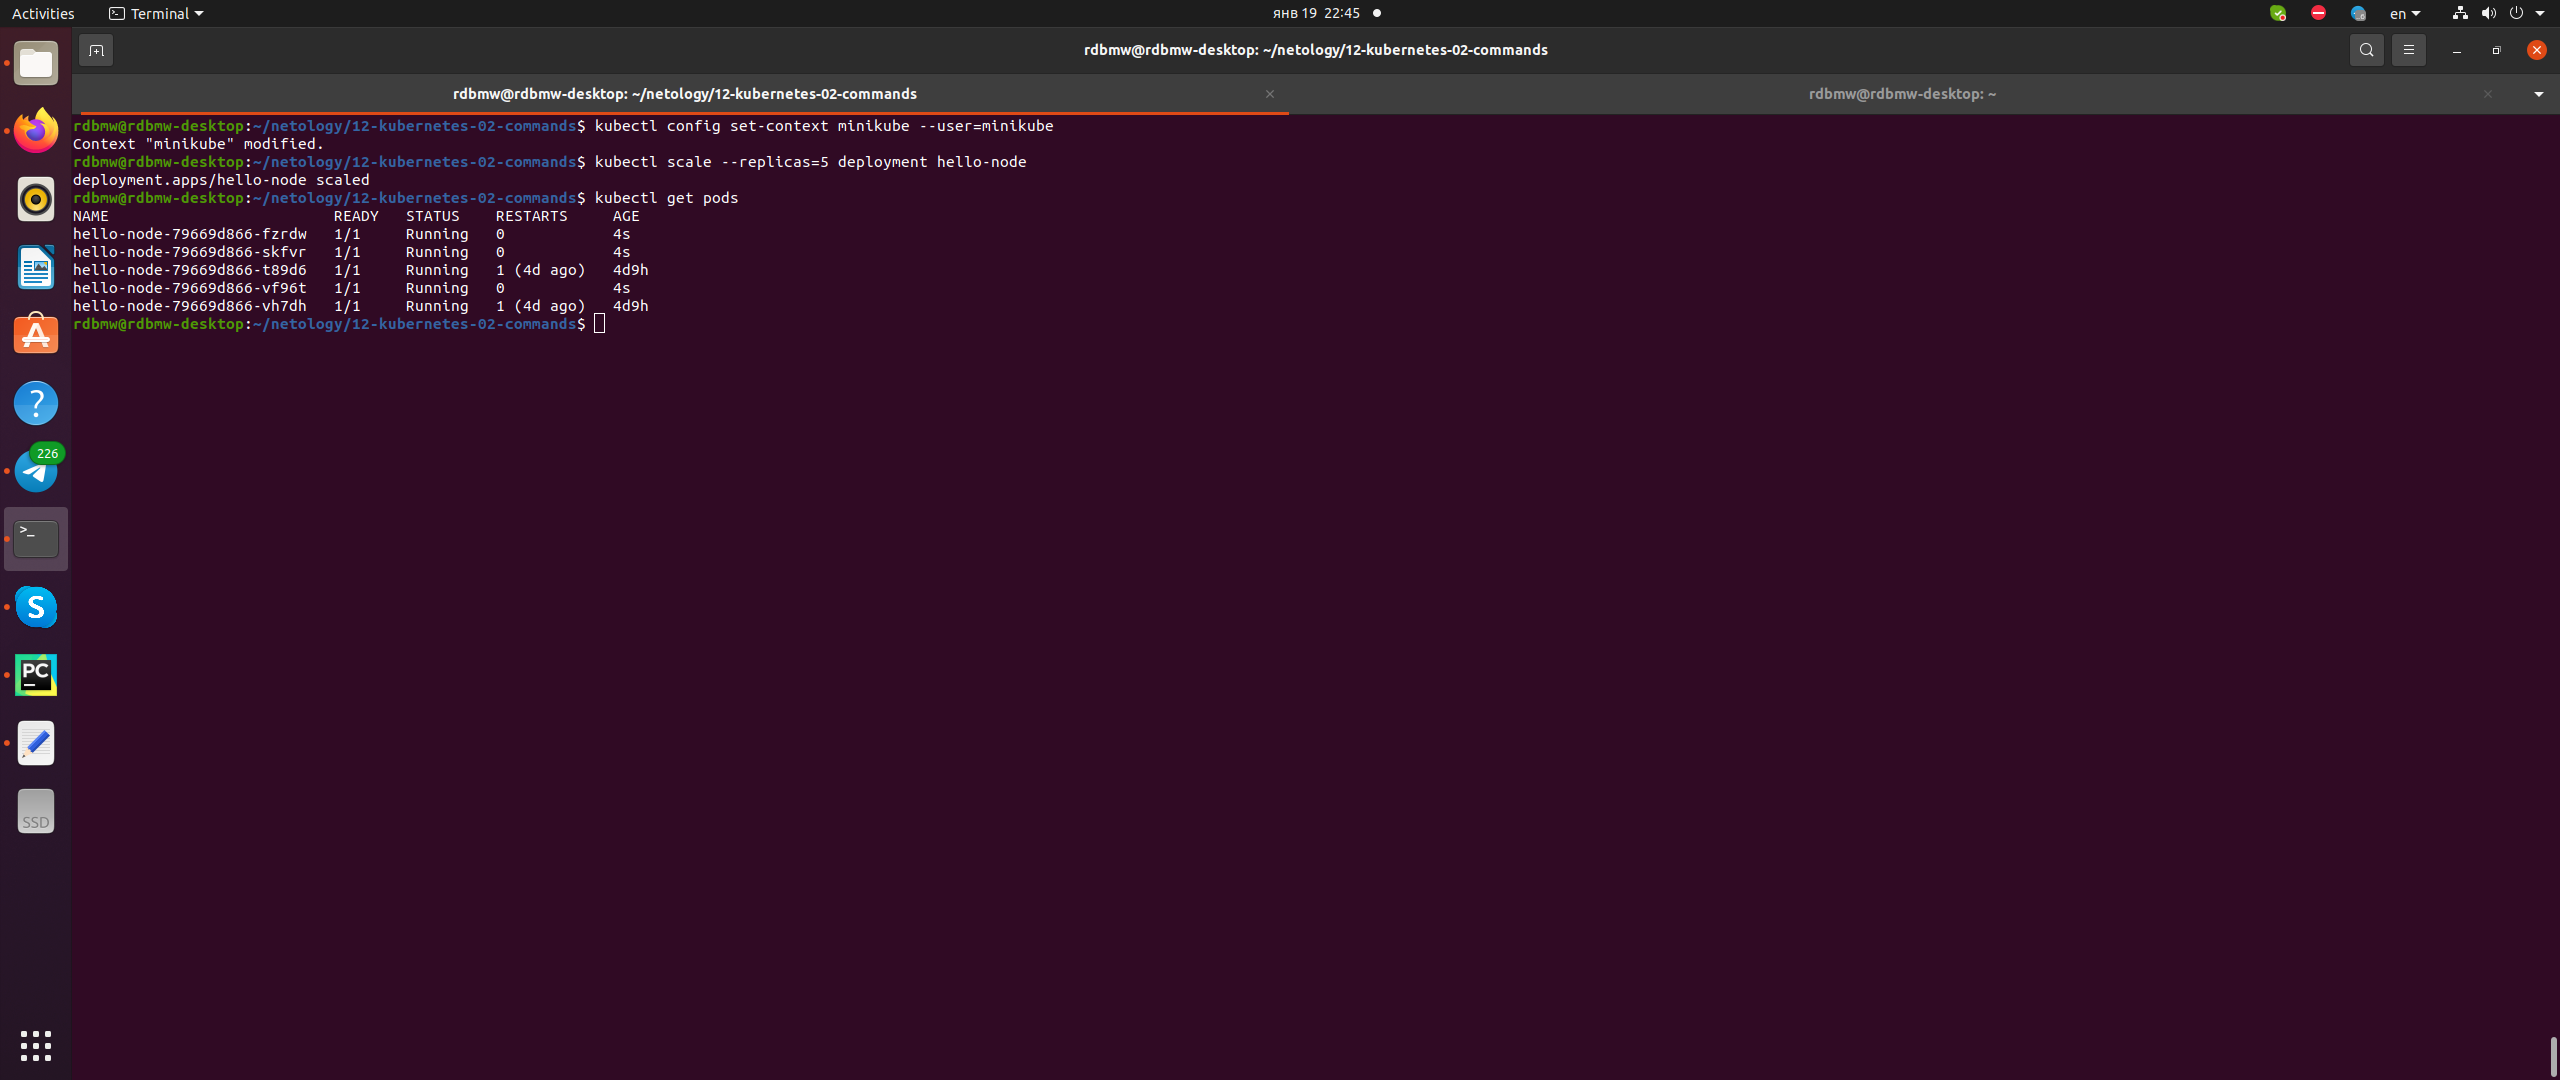 Activities Terminal янв 19 22:45 en
rdbmw@rdbmw-desktop: ~/netology/12-kubernetes-02-commands
rdbmw@rdbmw-desktop: ~/netology/12-kubernetes-02-commands rdbmw@rdbmw-desktop: ~
rdbmw@rdbmw-desktop:~/netology/12-kubernetes-02-commands$ kubectl config set-context minikube --user=minikube
Context "minikube" modified.
rdbmw@rdbmw-desktop:~/netology/12-kubernetes-02-commands$ kubectl scale --replicas=5 deployment hello-node
deployment.apps/hello-node scaled
rdbmw@rdbmw-desktop:~/netology/12-kubernetes-02-commands$ kubectl get pods
NAME READY STATUS RESTARTS AGE
hello-node-79669d866-fzrdw 1/1 Running 0 4s
hello-node-79669d866-skfvr 1/1 Running 0 4s
hello-node-79669d866-t89d6 1/1 Running 1 (4d ago) 4d9h
hello-node-79669d866-vf96t 1/1 Running 0 4s
hello-node-79669d866-vh7dh 1/1 Running 1 (4d ago) 4d9h
rdbmw@rdbmw-desktop:~/netology/12-kubernetes-02-commands$
226
>_
S
PC
SSD